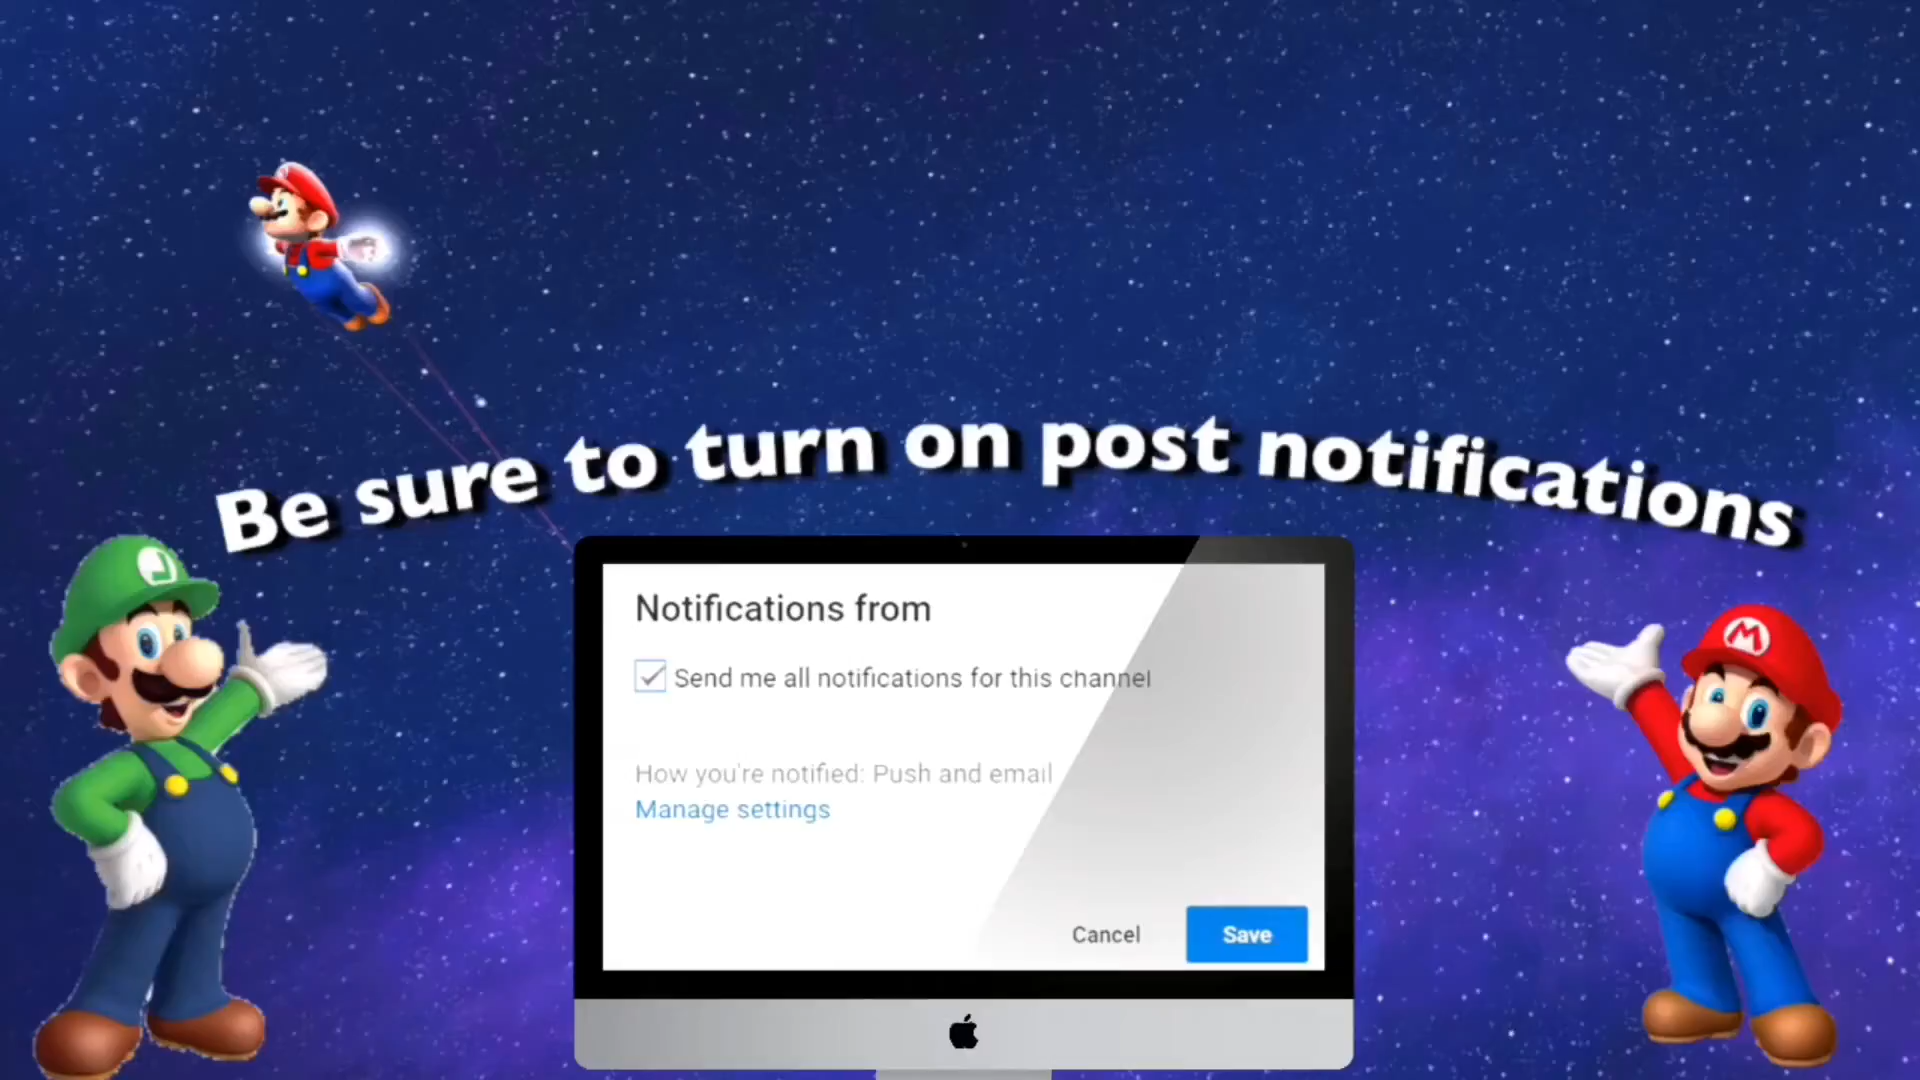 Be sure to turn on post notifications
Notifications from
Send me all notifications for this channel
How you're notified: Push and email
Manage settings
Cancel
Save
L
M